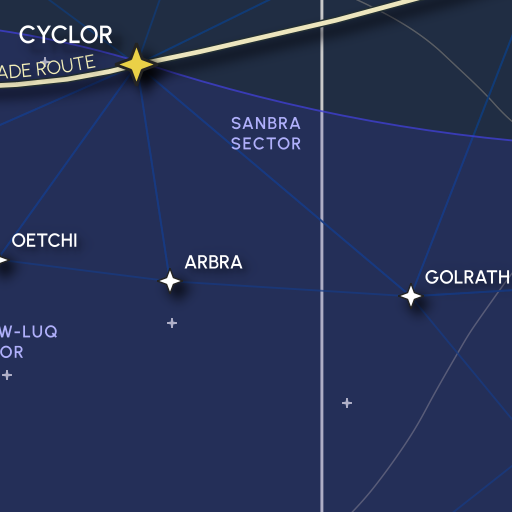 CYCLOR
ADE ROUTE
SANBRA
SECTOR
OETCHI
ARBRA
GOLRATH
W-LUQ
OR